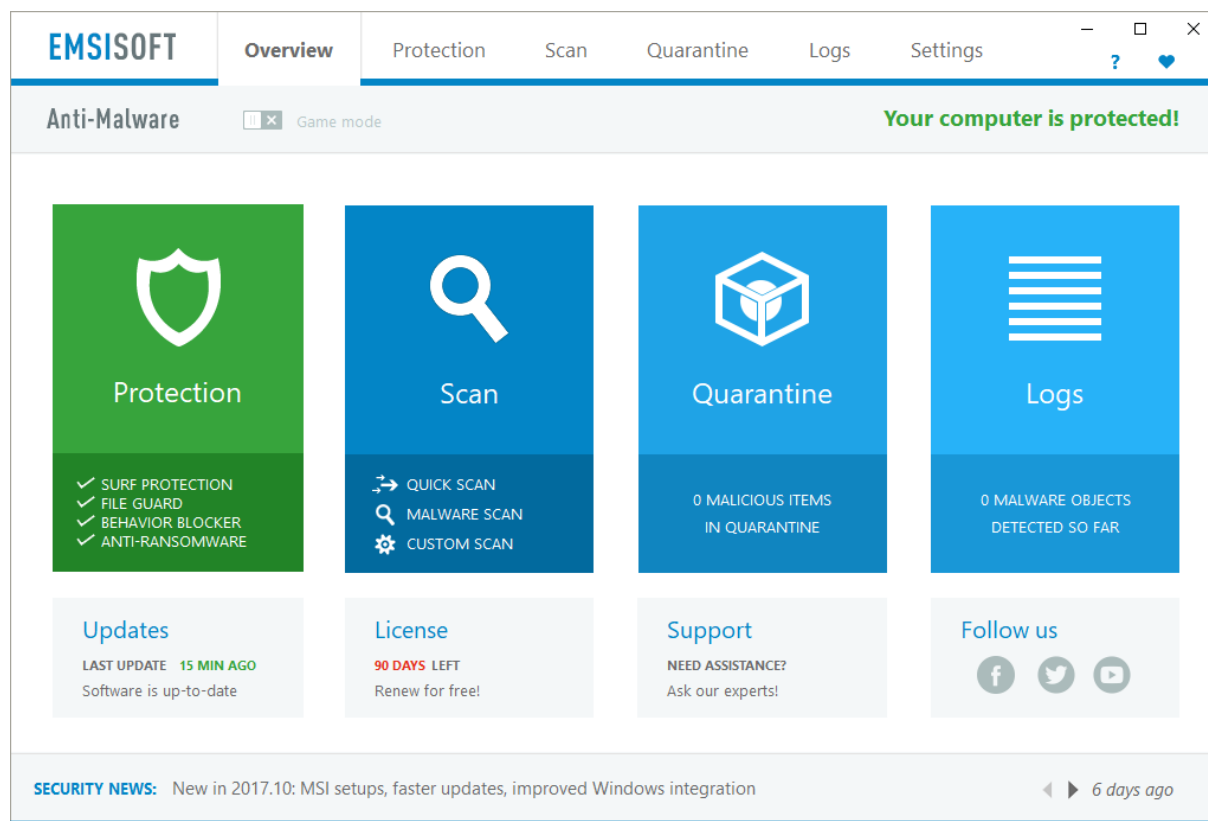 EMSISOFT
Overview
Protection
Scan
Quarantine
Logs
Settings
?
Anti-Malware
Game mode
Your computer is protected!
Protection
SURF PROTECTION
FILE GUARD
BEHAVIOR BLOCKER
ANTI-RANSOMWARE
Scan
QUICK SCAN
MALWARE SCAN
CUSTOM SCAN
Quarantine
0 MALICIOUS ITEMS
IN QUARANTINE
Logs
0 MALWARE OBJECTS
DETECTED SO FAR
Updates
LAST UPDATE 15 MIN AGO
Software is up-to-date
License
90 DAYS LEFT
Renew for free!
Support
NEED ASSISTANCE?
Ask our experts!
Follow us
SECURITY NEWS: New in 2017.10: MSI setups, faster updates, improved Windows integration
6 days ago